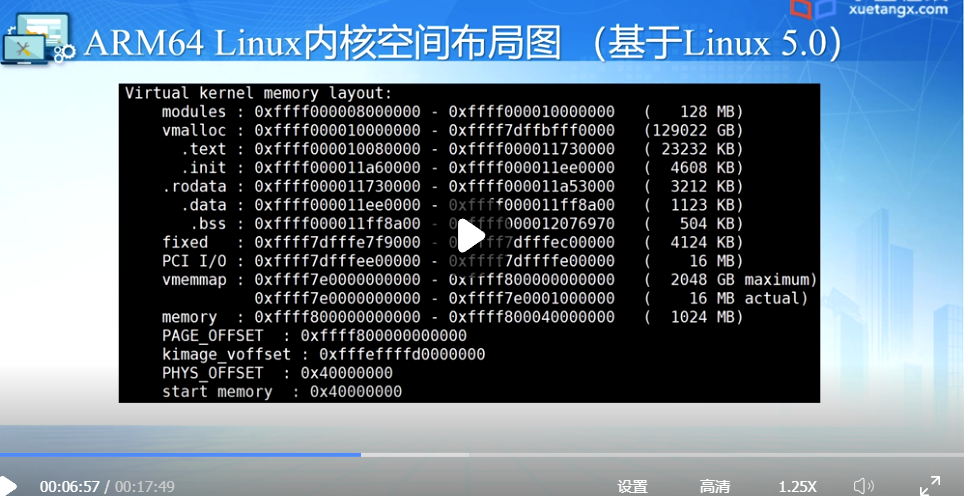 xuetangx.com
ARM64 Linux内核空间布局图 （基于Linux 5.0）
Virtual kernel memory layout:
modules : 0xffff000008000000 - 0xffff000010000000 ( 128 MB)
vmalloc : 0xffff000010000000 - 0xffff7dffbfff0000 (129022 GB)
.text : 0xffff000010080000 - 0xffff000011730000 ( 23232 KB)
.init : 0xffff000011a60000 - 0xffff000011ee0000 ( 4608 KB)
.rodata : 0xffff000011730000 - 0xffff000011a53000 ( 3212 KB)
.data : 0xffff000011ee0000 - 0xffff000011ff8a00 ( 1123 KB)
.bss : 0xffff000011ff8a00 - 0xffff000012076970 ( 504 KB)
fixed : 0xffff7dfffe7f9000 - 0xffff7dfffec00000 ( 4124 KB)
PCI I/O : 0xffff7dfffee00000 - 0xffff7dffffe00000 ( 16 MB)
vmemmap : 0xffff7e0000000000 - 0xffff800000000000 ( 2048 GB maximum)
0xffff7e0000000000 - 0xffff7e0001000000 ( 16 MB actual)
memory : 0xffff800000000000 - 0xffff800040000000 ( 1024 MB)
PAGE_OFFSET : 0xffff800000000000
kimage_voffset : 0xfffeffffd0000000
PHYS_OFFSET : 0x40000000
start memory : 0x40000000
00:06:57 / 00:17:49 设置 高清 1.25X